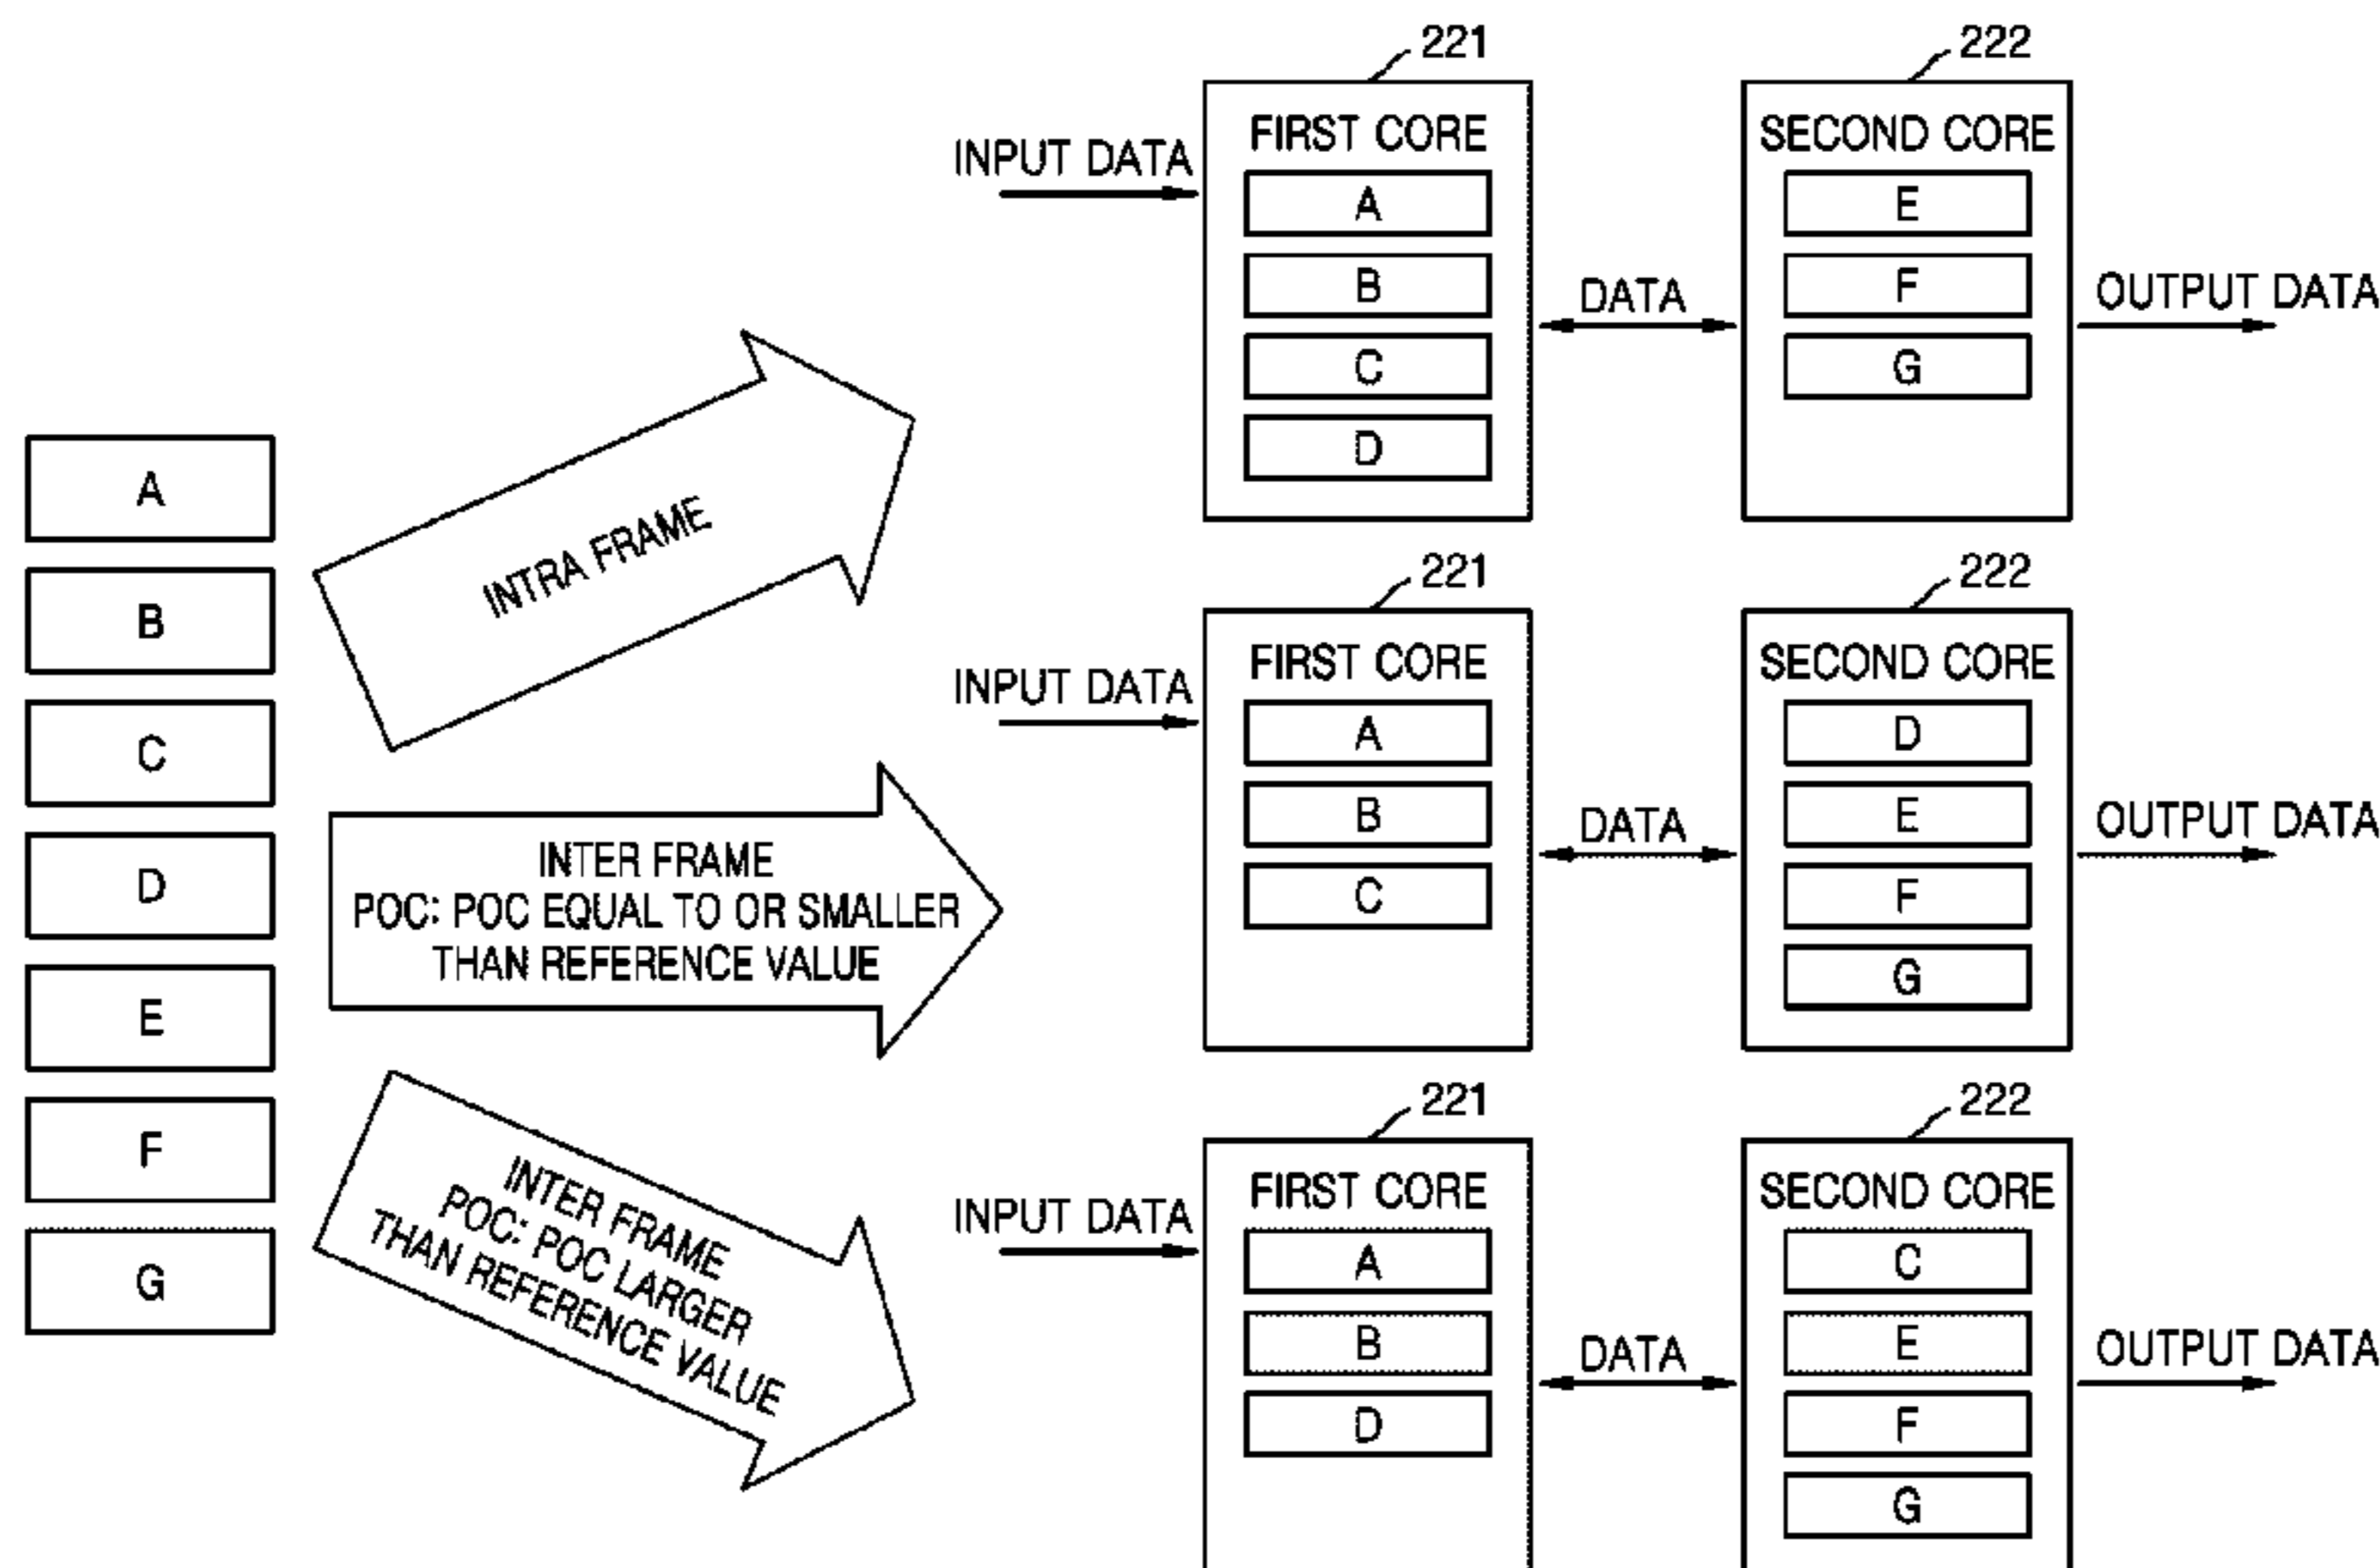 A
B
C
D
E
F
G
INTRA FRAME
INTER FRAME
POC: POC EQUAL TO OR SMALLER
THAN REFERENCE VALUE
INTER FRAME
POC: POC LARGER
THAN REFERENCE VALUE
221
INPUT DATA
FIRST CORE
A
B
C
D
DATA
222
SECOND CORE
E
F
G
OUTPUT DATA
221
INPUT DATA
FIRST CORE
A
B
C
DATA
222
SECOND CORE
D
E
F
G
OUTPUT DATA
221
INPUT DATA
FIRST CORE
A
B
D
DATA
222
SECOND CORE
C
E
F
G
OUTPUT DATA